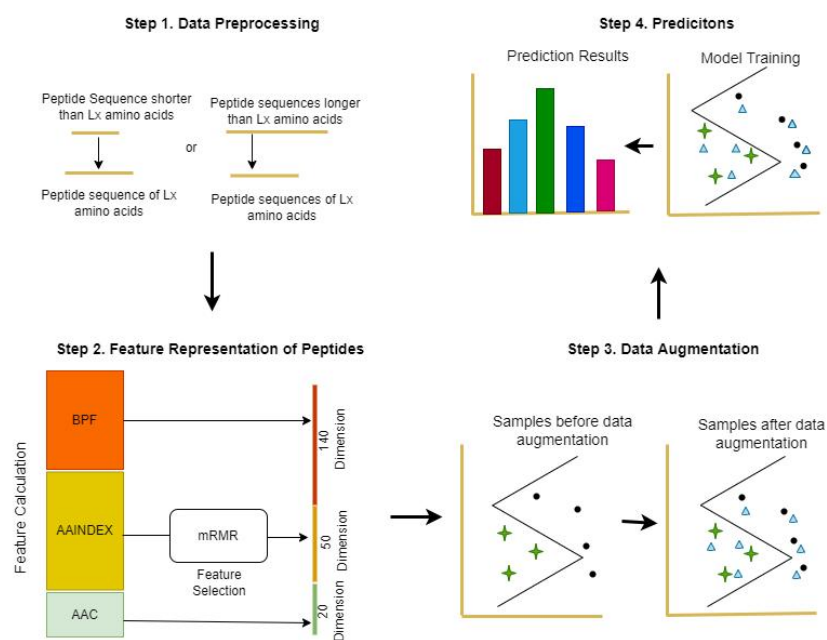 Step 1. Data Preprocessing
Peptide Sequence shorter
than Lx amino acids
or
Peptide sequences longer
than Lx amino acids
Peptide sequence of Lx
amino acids
Peptide sequences of Lx
amino acids
Step 2. Feature Representation of Peptides
Feature Calculation
BPF
AAINDEX
AAC
mRMR
Feature
Selection
140
Dimension
50
Dimension
20
Dimension
Step 3. Data Augmentation
Samples before data
augmentation
Samples after data
augmentation
Step 4. Predicitons
Prediction Results
Model Training